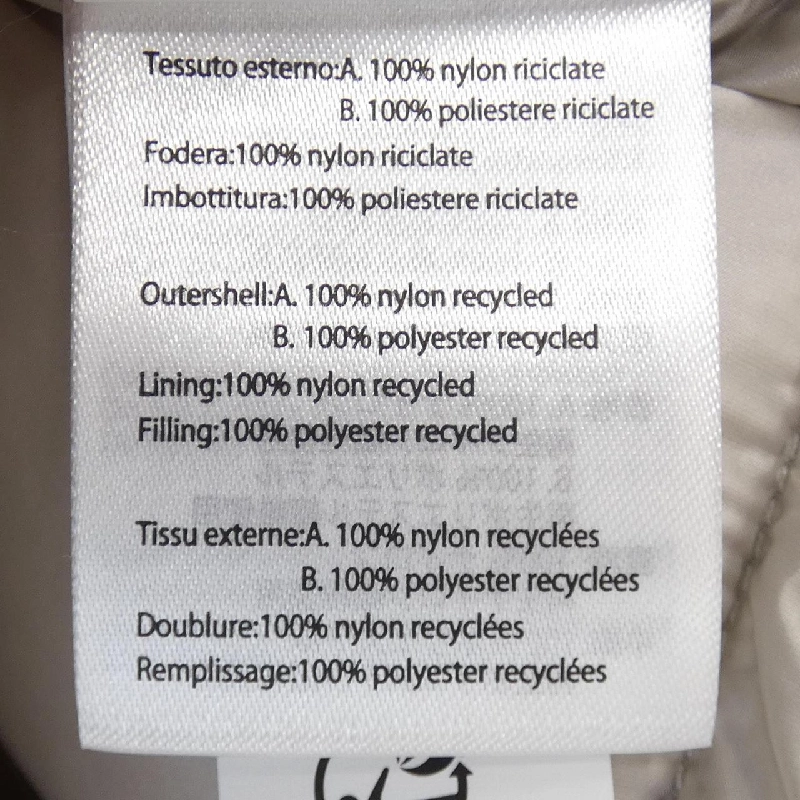 Tessuto esterno:A. 100% nylon riciclate
B. 100% poliestere riciclate
Fodera:100% nylon riciclate
Imbottitura:100% poliestere riciclate
Outershell:A. 100% nylon recycled
B. 100% polyester recycled
Lining:100% nylon recycled
Filling:100% polyester recycled
Tissu externe:A. 100% nylon recyclées
B. 100% polyester recyclées
Doublure:100% nylon recyclées
Remplissage:100% polyester recyclées